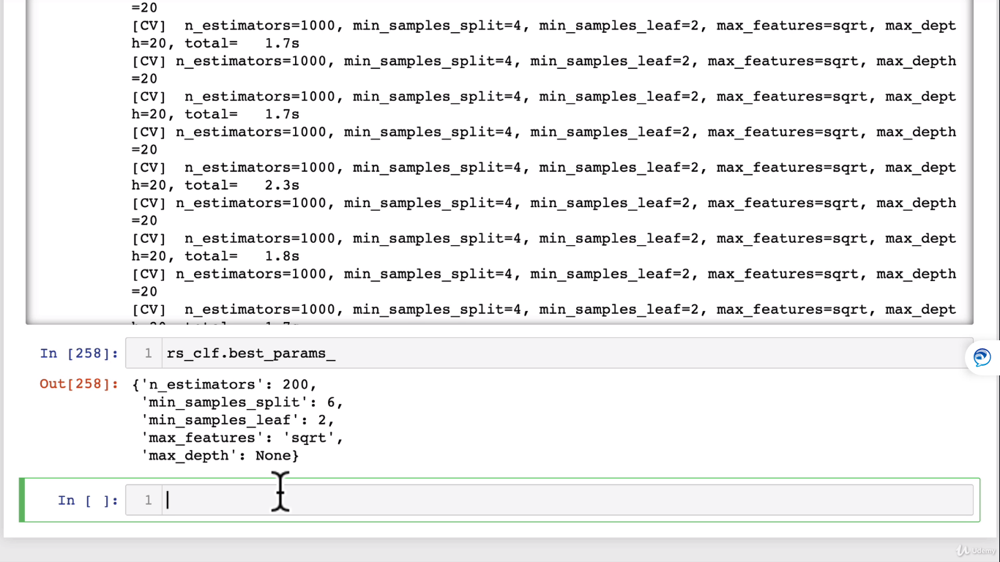 =20
[CV]  n_estimators=1000, min_samples_split=4, min_samples_leaf=2, max_features=sqrt, max_dept
h=20, total=   1.7s
[CV] n_estimators=1000, min_samples_split=4, min_samples_leaf=2, max_features=sqrt, max_depth
=20
[CV]  n_estimators=1000, min_samples_split=4, min_samples_leaf=2, max_features=sqrt, max_dept
h=20, total=   1.7s
[CV] n_estimators=1000, min_samples_split=4, min_samples_leaf=2, max_features=sqrt, max_depth
=20
[CV]  n_estimators=1000, min_samples_split=4, min_samples_leaf=2, max_features=sqrt, max_dept
h=20, total=   2.3s
[CV] n_estimators=1000, min_samples_split=4, min_samples_leaf=2, max_features=sqrt, max_depth
=20
[CV]  n_estimators=1000, min_samples_split=4, min_samples_leaf=2, max_features=sqrt, max_dept
h=20, total=   1.8s
[CV] n_estimators=1000, min_samples_split=4, min_samples_leaf=2, max_features=sqrt, max_depth
=20
[CV]  n_estimators=1000, min_samples_split=4, min_samples_leaf=2, max_features=sqrt, max_dept
In [258]: 1 rs_clf.best_params_
Out[258]: {'n_estimators': 200,
'min_samples_split': 6,
'min_samples_leaf': 2,
'max_features': 'sqrt',
'max_depth': None}
In [ ]: 1
Udemy